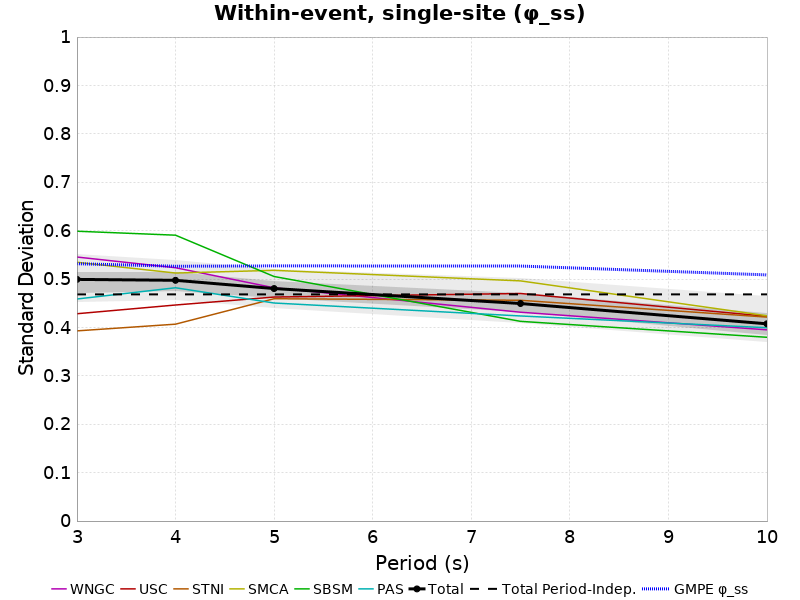 Within-event, single-site (φ_ss)
1
0.9
0.8
0.7
0.6
0.5
0.4
0.3
0.2
0.1
0
Standard Deviation
3 4 5 6 7 8 9 10
Period (s)
WNGC USC STNI SMCA SBSM PAS Total Total Period-Indep. GMPE φ_ss